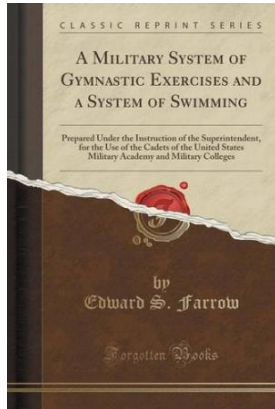 CLASSIC REPRINT SERIES
A MILITARY SYSTEM OF
GYMNASTIC EXERCISES AND
A SYSTEM OF SWIMMING
Prepared Under the Instruction of the Superintendent,
for the Use of the Cadets of the United States
Military Academy and Military Colleges
by
Edward S. Farrow
Forgotten Books